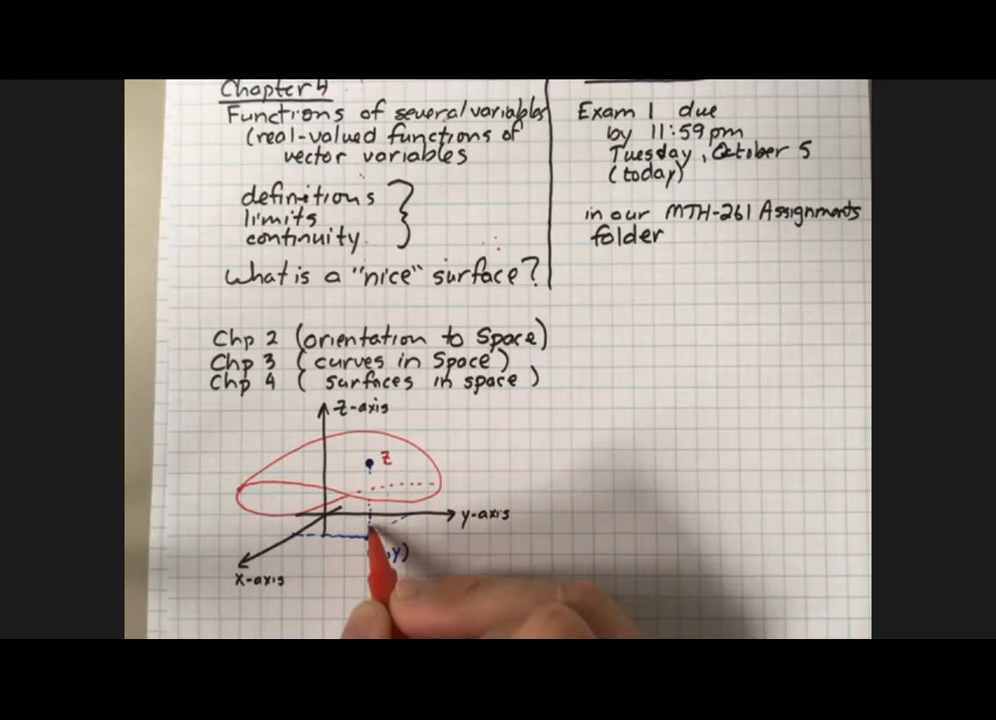 Chapter 4
Functions of several variables
(real-valued functions of
vector variables
definitions
limits
continuity
What is a "nice" surface?
Exam 1 due
by 11:59pm
Tuesday, October 5
(today)
in our MTH-261 Assignments
folder
Chp 2 (orientation to Space)
Chp 3 (curves in Space)
Chp 4 (surfaces in space)
z-axis
z
y-axis
,y)
x-axis